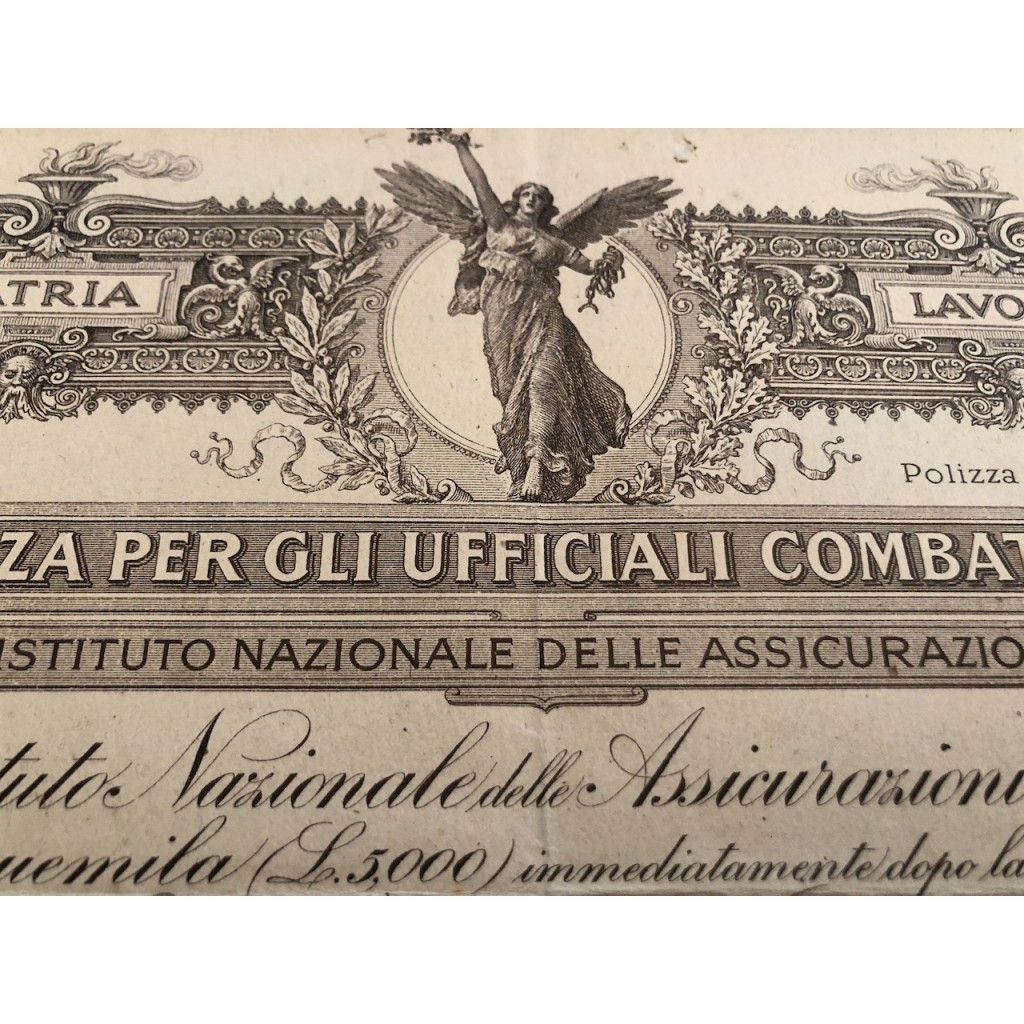 ATRIA
LAVO
Polizza
ZZA PER GLI UFFICIALI COMBAT
ISTITUTO NAZIONALE DELLE ASSICURAZIO
tuto Nazionale delle Assicurazioni
uemila (L. 5,000) immediatamente dopo la